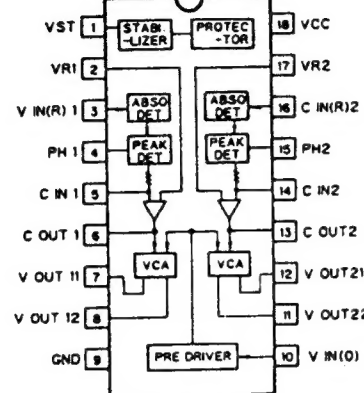 VST 1 STABI- -LIZER PROTEC -TOR 18 VCC
VR1 2 17 VR2
V IN(R) 1 3 ABSO DET ABSO DET 16 C IN(R)2
PH 1 4 PEAK DET PEAK DET 15 PH2
C IN 1 5 14 C IN2
C OUT 1 6 13 C OUT2
V OUT 11 7 VCA VCA 12 V OUT21
V OUT 12 8 11 V OUT22
GND 9 PRE DRIVER 10 V IN(0)